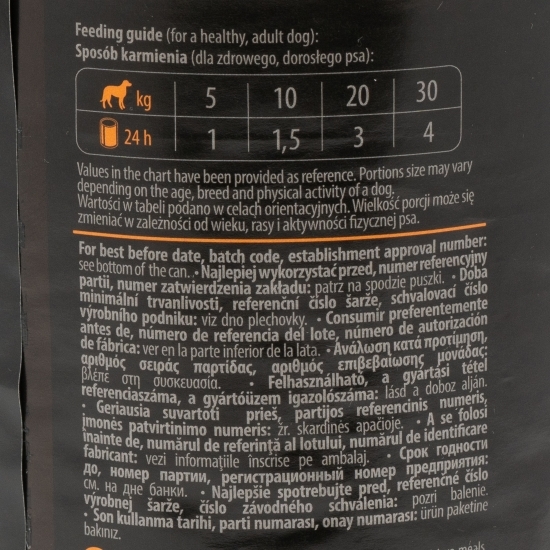 Feeding guide (for a healthy, adult dog):
Sposób karmienia (dla zdrowego, dorosłego psa):
kg 5 10 20 30
24 h 1 1,5 3 4
Values in the chart have been provided as reference. Portions size may vary
depending on the age, breed and physical activity of a dog.
Wartości w tabeli podano w celach orientacyjnych. Wielkość porcji może się
zmieniać w zależności od wieku, rasy i aktywności fizycznej psa.
For best before date, batch code, establishment approval number:
see bottom of the can. • Najlepiej wykorzystać przed, numer referencyjny
partii, numer zatwierdzenia zakładu: patrz na spodzie puszki. • Doba
minimální trvanlivosti, referenční číslo šarže, schvalovací číslo
výrobního podniku: viz dno plechovky. • Consumir preferentemente
antes de, número de referencia del lote, número de autorización
de fábrica: ver en la parte inferior de la lata. • Ανάλωση κατά προτίμηση,
αριθμός σειράς παρτίδας, αριθμός επιβεβαίωσης μονάδας:
βλέπε στη συσκευασία. • Felhasználható, a gyártási tétel
referenciaszáma, a gyártóüzem igazolószáma: lásd a doboz alján.
• Geriausia suvartoti prieš, partijos referencinis numeris,
įmonės patvirtinimo numeris: žr. skardinės apačioje. • A se folosi
înainte de, numărul de referință al lotului, numărul de identificare
fabricant: vezi informațiile înscrise pe ambalaj. • Срок годности
до, номер партии, регистрационный номер предприятия:
см. на дне банки. • Najlepšie spotrebujte pred, referenčné číslo
výrobnej šarže, číslo závodného schválenia: pozri balenie.
• Son kullanma tarihi, parti numarası, onay numarası: ürün paketine
bakınız.
meals